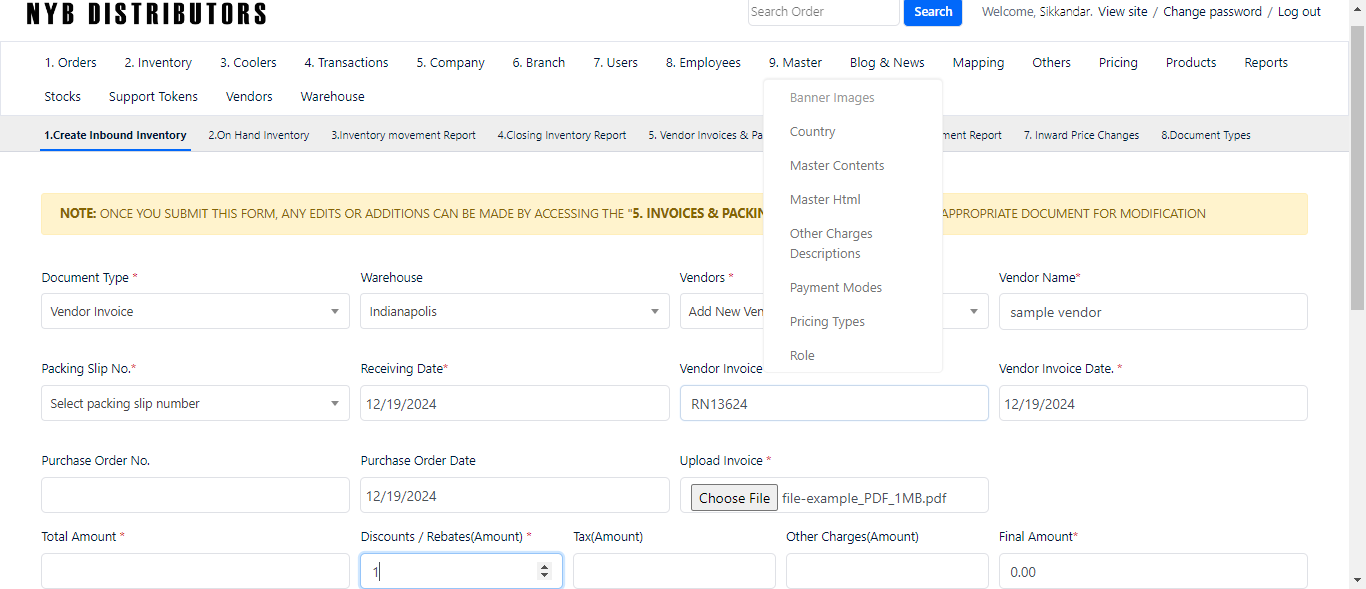 NYB DISTRIBUTORS
Search Order Search Welcome, Sikkandar. View site / Change password / Log out
1. Orders 2. Inventory 3. Coolers 4. Transactions 5. Company 6. Branch 7. Users 8. Employees 9. Master Blog & News Mapping Others Pricing Products Reports
Stocks Support Tokens Vendors Warehouse
Banner Images
Country
Master Contents
Master Html
Other Charges
Descriptions
Payment Modes
Pricing Types
Role
1.Create Inbound Inventory 2.On Hand Inventory 3.Inventory movement Report 4.Closing Inventory Report 5. Vendor Invoices & Pa ment Report 7. Inward Price Changes 8.Document Types
NOTE: ONCE YOU SUBMIT THIS FORM, ANY EDITS OR ADDITIONS CAN BE MADE BY ACCESSING THE "5. INVOICES & PACKIN APPROPRIATE DOCUMENT FOR MODIFICATION
Document Type * Warehouse Vendors * Vendor Name*
Vendor Invoice Indianapolis Add New Ven sample vendor
Packing Slip No.* Receiving Date* Vendor Invoice Vendor Invoice Date. *
Select packing slip number 12/19/2024 RN13624 12/19/2024
Purchase Order No. Purchase Order Date Upload Invoice *
12/19/2024 Choose File file-example_PDF_1MB.pdf
Total Amount * Discounts / Rebates(Amount) * Tax(Amount) Other Charges(Amount) Final Amount*
1 0.00